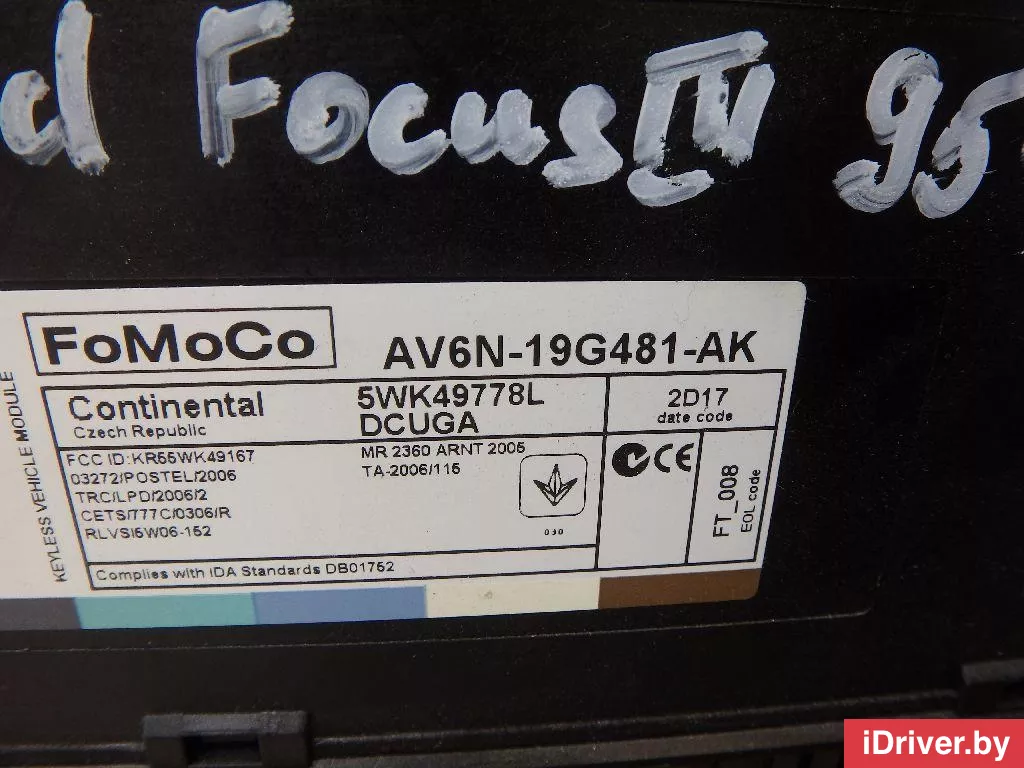 d Focus IV 95
FoMoCo
AV6N-19G481-AK
KEYLESS VEHICLE MODULE
Continental
Czech Republic
5WK49778L
DCUGA
2D17
date code
FCC ID:KR55WK49167
03272/POSTEL/2006
TRC/LPD/2006/2
CETS/777C/0306/R
RLVSI5W06-152
MR 2360 ARNT 2005
TA-2006/115
CE
FT_008
EOL code
Complies with IDA Standards DB01752
iDriver.by